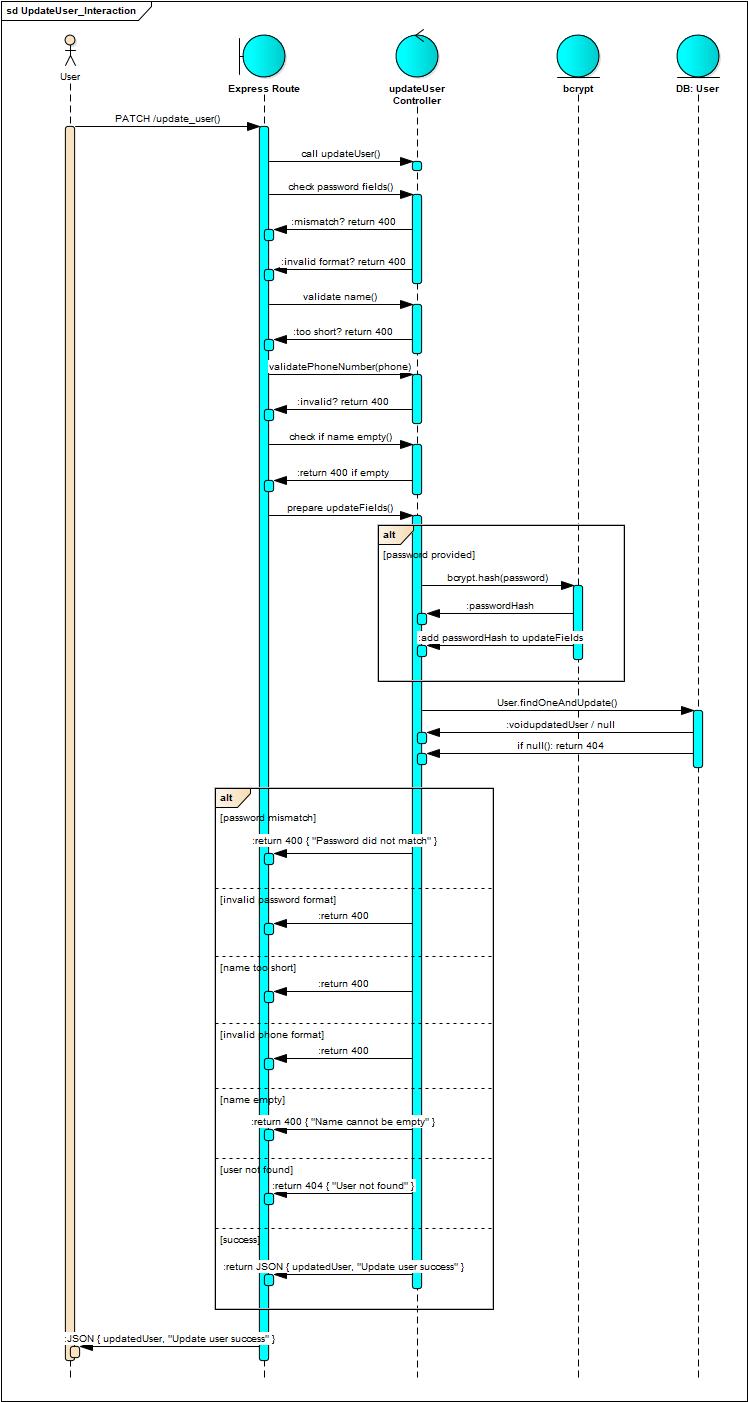 sd UpdateUser_Interaction
User
Express Route
updateUser
Controller
bcrypt
DB: User
PATCH /update_user()
call updateUser()
check password fields()
:mismatch? return 400
:invalid format? return 400
validate name()
:too short? return 400
validatePhoneNumber(phone)
:invalid? return 400
check if name empty()
:return 400 if empty
prepare updateFields()
alt
[password provided]
bcrypt.hash(password)
:passwordHash
:add passwordHash to updateFields
User.findOneAndUpdate()
:voidupdatedUser / null
if null(): return 404
alt
[password mismatch]
:return 400 { "Password did not match" }
[invalid password format]
:return 400
[name too short]
:return 400
[invalid phone format]
:return 400
[name empty]
:return 400 { "Name cannot be empty" }
[user not found]
:return 404 { "User not found" }
[success]
:return JSON { updatedUser, "Update user success" }
:JSON { updatedUser, "Update user success" }